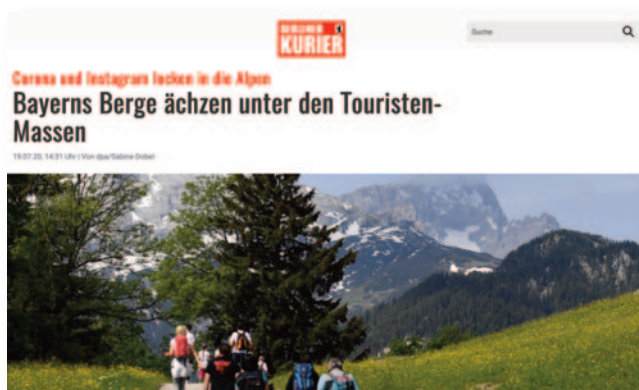 BERLINER
KURIER
Suche
Corona und Instagram locken in die Alpen
Bayerns Berge ächzen unter den Touristen-
Massen
19.07.20, 14:31 Uhr | Von dpa/Sabine Dobel